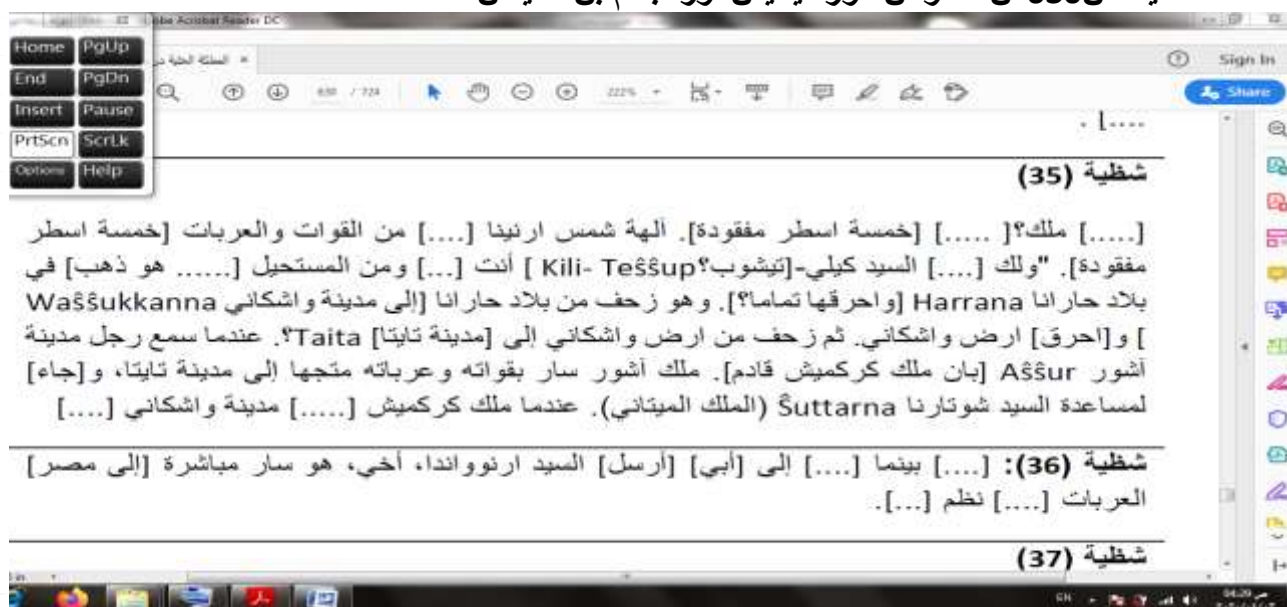 Adobe Acrobat Reader DC
Home PgUp
End PgDn
Insert Pause
PrtScn ScrLk
Options Help
Sign In
/ 724
Share
[.... .
شظية (35)
[.....] ملك؟[ .....] [خمسة اسطر مفقودة]. آلهة شمس ارنينا [....] من القوات والعربات [خمسة اسطر
مفقودة]. "ولك [....] السيد كيلي-[تيشوب؟Kili- Teŝŝup ] أنت [...] ومن المستحيل [...... هو ذهب] في
بلاد حارانا Harrana [واحرقها تماما؟]. وهو زحف من بلاد حارانا [إلى مدينة واشكاني Waŝŝukkanna
] و[احرق] ارض واشكاني. ثم زحف من ارض واشكاني إلى [مدينة تايتا] Taita؟. عندما سمع رجل مدينة
آشور Aŝŝur [بان ملك كركميش قادم]. ملك آشور سار بقواته وعرباته متجها إلى مدينة تايتا، و[جاء]
لمساعدة السيد شوتارنا Ŝuttarna (الملك الميتاني). عندما ملك كركميش [.....] مدينة واشكاني [....]
شظية (36): [....] بينما [....] إلى [أبي] [أرسل] السيد ارنوواندا، أخي، هو سار مباشرة [إلى مصر]
العربات [....] نظم [...].
شظية (37)
EN